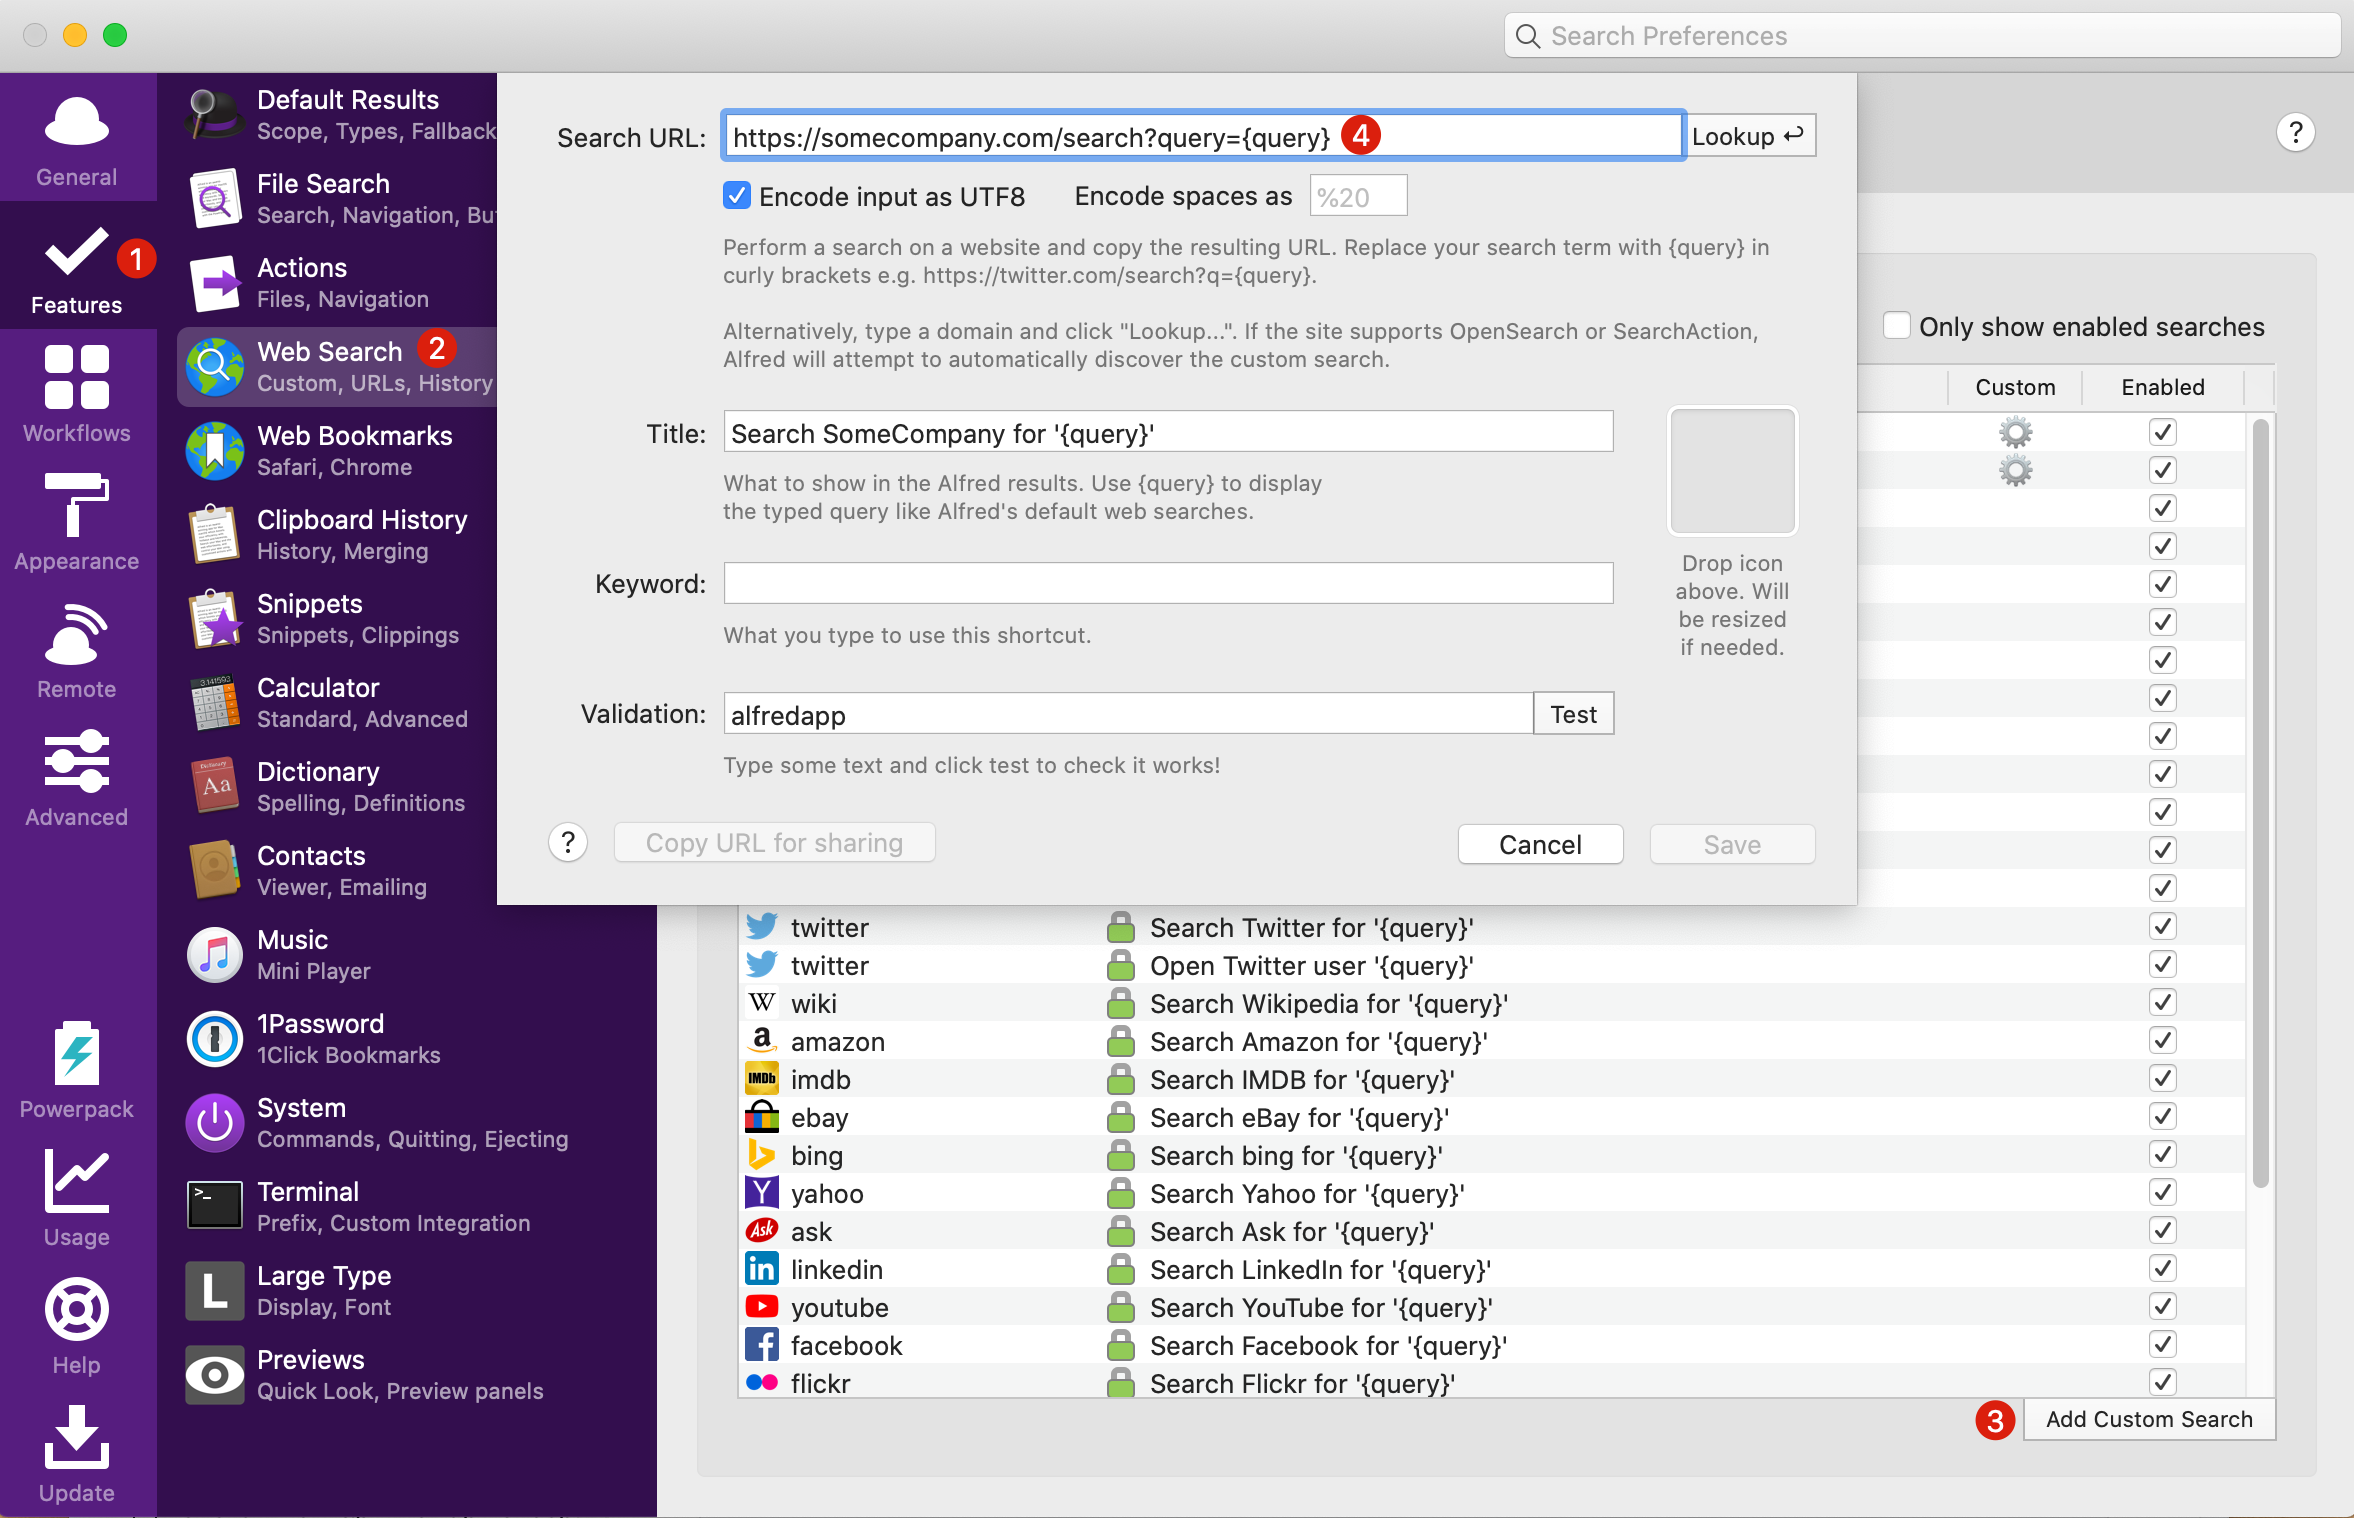 Search Preferences
General
1
Features
Workflows
Appearance
Remote
Advanced
Powerpack
Usage
Help
Update
Default Results
Scope, Types, Fallback
File Search
Search, Navigation, Bu
Actions
Files, Navigation
Web Search 2
Custom, URLs, History
Web Bookmarks
Safari, Chrome
Clipboard History
History, Merging
Snippets
Snippets, Clippings
3.141593
Calculator
Standard, Advanced
Dictionary
Aa
Dictionary
Spelling, Definitions
Contacts
Viewer, Emailing
Music
Mini Player
1Password
1Click Bookmarks
System
Commands, Quitting, Ejecting
>_
Terminal
Prefix, Custom Integration
L
Large Type
Display, Font
Previews
Quick Look, Preview panels
Search URL: https://somecompany.com/search?query={query} 4 Lookup ↩
Encode input as UTF8 Encode spaces as %20
Perform a search on a website and copy the resulting URL. Replace your search term with {query} in
curly brackets e.g. https://twitter.com/search?q={query}.
Alternatively, type a domain and click "Lookup...". If the site supports OpenSearch or SearchAction,
Alfred will attempt to automatically discover the custom search.
Title: Search SomeCompany for '{query}'
What to show in the Alfred results. Use {query} to display
the typed query like Alfred's default web searches.
Drop icon
above. Will
be resized
if needed.
Keyword:
What you type to use this shortcut.
Validation: alfredapp Test
Type some text and click test to check it works!
? Copy URL for sharing Cancel Save
?
Only show enabled searches
Custom Enabled
twitter Search Twitter for '{query}'
twitter Open Twitter user '{query}'
W wiki Search Wikipedia for '{query}'
a amazon Search Amazon for '{query}'
IMDb imdb Search IMDB for '{query}'
ebay Search eBay for '{query}'
bing Search bing for '{query}'
Y yahoo Search Yahoo for '{query}'
Ask ask Search Ask for '{query}'
in linkedin Search LinkedIn for '{query}'
youtube Search YouTube for '{query}'
f facebook Search Facebook for '{query}'
flickr Search Flickr for '{query}'
3 Add Custom Search